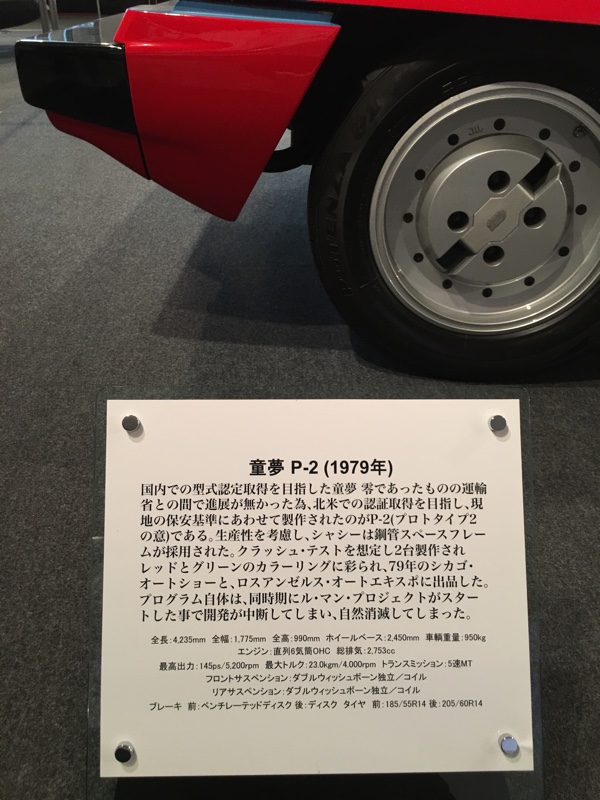 POTENZA
童夢 P-2 (1979年)
国内での型式認定取得を目指した童夢 零であったものの運輸
省との間で進展が無かった為、北米での認証取得を目指し、現
地の保安基準にあわせて製作されたのがP-2(プロトタイプ2
の意)である。生産性を考慮し、シャシーは鋼管スペースフレー
ムが採用された。クラッシュ・テストを想定し2台製作され
レッドとグリーンのカラーリングに彩られ、79年のシカゴ・
オートショーと、ロスアンゼルス・オートエキスポに出品した。
プログラム自体は、同時期にル・マン・プロジェクトがスター
トした事で開発が中断してしまい、自然消滅してしまった。
全長:4,235mm 全幅:1,775mm 全高:990mm ホイールベース:2,450mm 車輌重量:950kg
エンジン:直列6気筒OHC 総排気:2,753cc
最高出力:145ps/5,200rpm 最大トルク:23.0kgm/4,000rpm トランスミッション:5速MT
フロントサスペンション:ダブルウィッシュボーン独立/コイル
リアサスペンション:ダブルウィッシュボーン独立/コイル
ブレーキ 前:ベンチレーテッドディスク 後:ディスク タイヤ 前:185/55R14 後:205/60R14